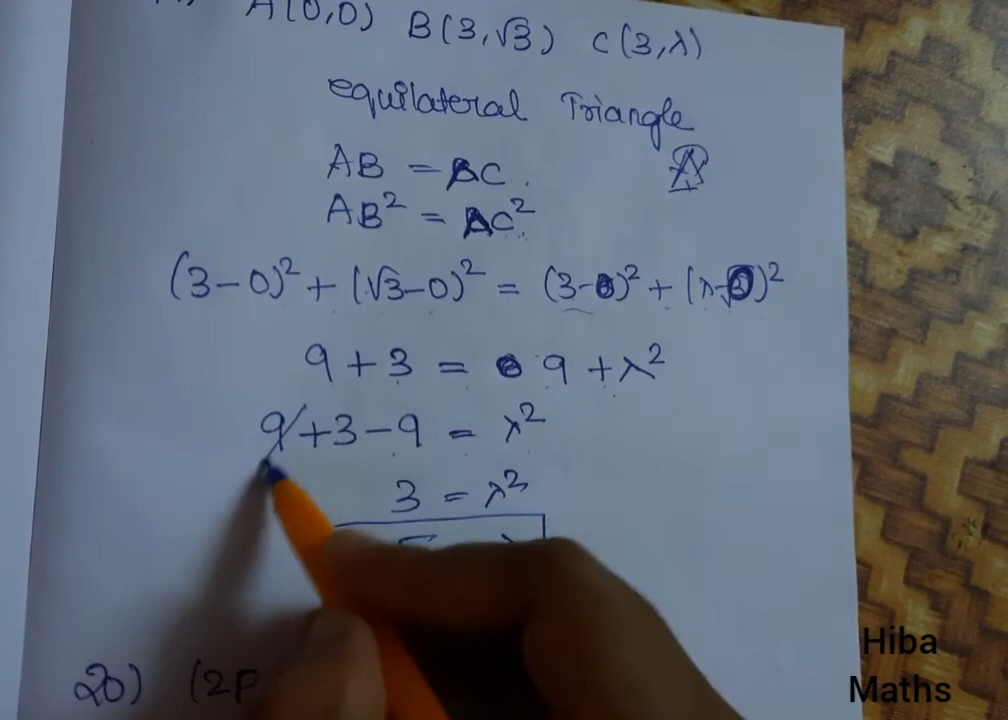 A(0,0) B(3,√3) C(3,λ)
equilateral Triangle
AB = AC
AB² = AC²
(3-0)² + (√3-0)² = (3-0)² + (λ-0)²
9 + 3 = 9 + λ²
9 + 3 - 9 = λ²
3 = λ²
20) (2P
Hiba
Maths